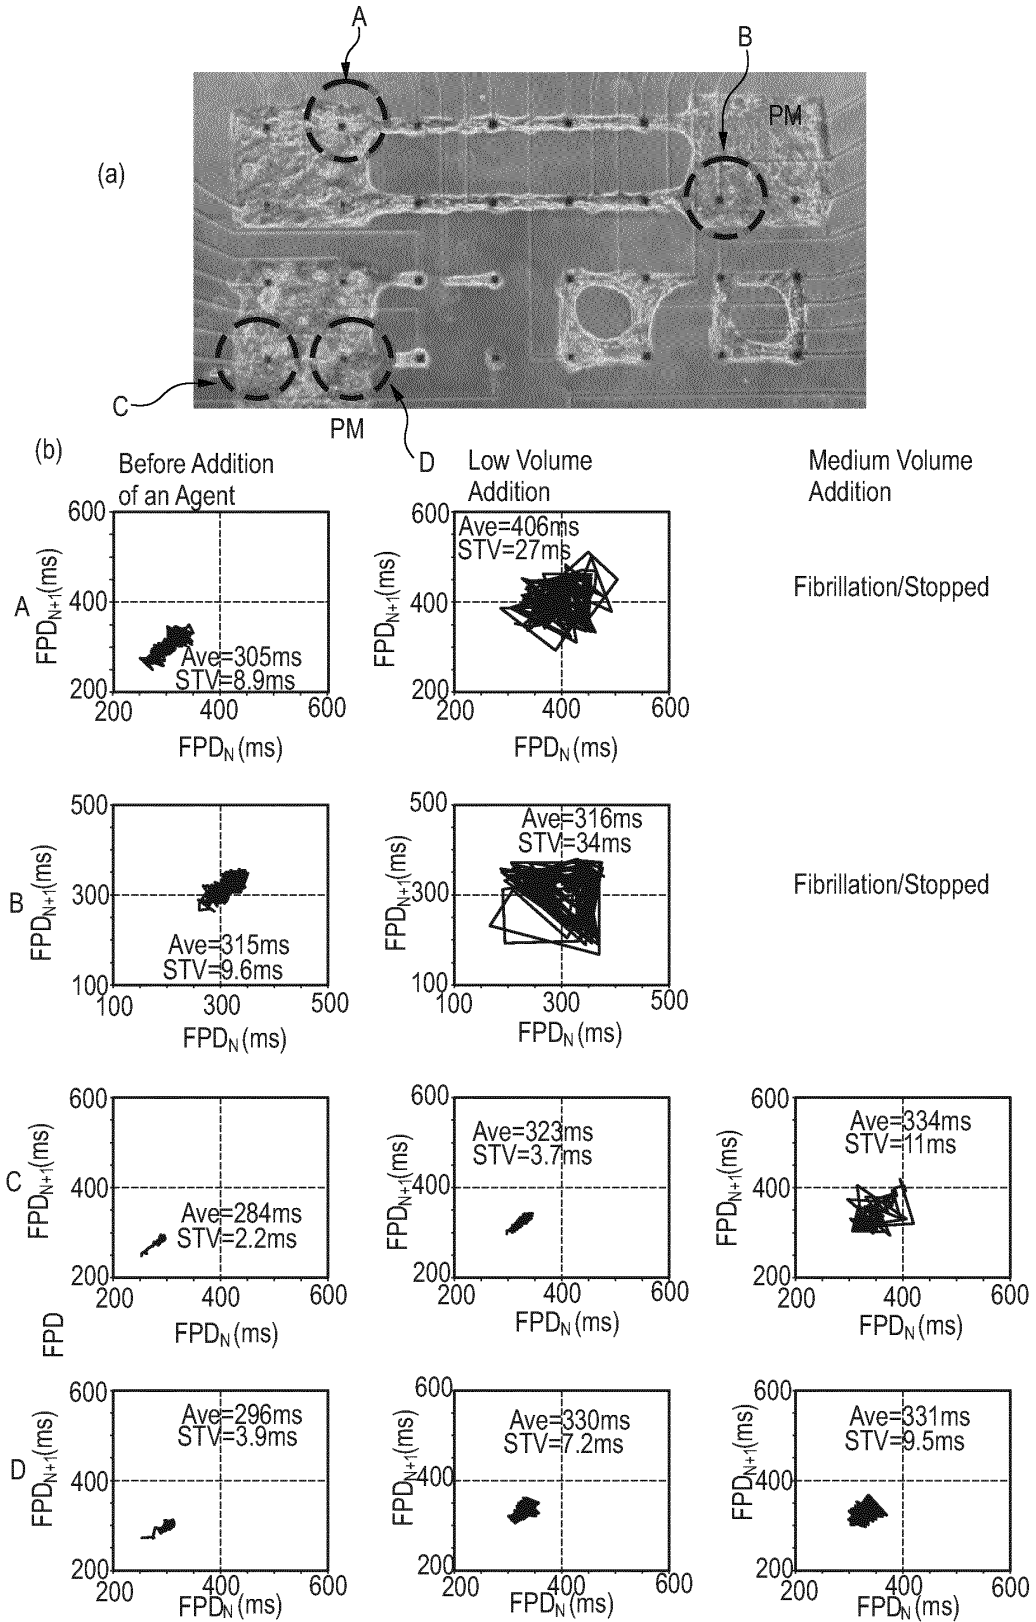 A
B
(a)
PM
C
PM
D
(b)
Before Addition
of an Agent
Low Volume
Addition
Medium Volume
Addition
A
FPDN+1(ms)
600
400
200
Ave=305ms
STV=8.9ms
200
400
600
FPDN (ms)
FPDN+1(ms)
600
400
200
Ave=406ms
STV=27ms
200
400
600
FPDN (ms)
Fibrillation/Stopped
B
FPDN+1(ms)
500
300
100
Ave=315ms
STV=9.6ms
100
300
500
FPDN (ms)
FPDN+1(ms)
500
300
100
Ave=316ms
STV=34ms
100
300
500
FPDN (ms)
Fibrillation/Stopped
C
FPDN+1(ms)
600
400
200
Ave=284ms
STV=2.2ms
200
400
600
FPDN (ms)
FPDN+1(ms)
600
400
200
Ave=323ms
STV=3.7ms
200
400
600
FPDN (ms)
FPDN+1(ms)
600
400
200
Ave=334ms
STV=11ms
200
400
600
FPDN (ms)
FPD
D
FPDN+1(ms)
600
400
200
Ave=296ms
STV=3.9ms
200
400
600
FPDN (ms)
FPDN+1(ms)
600
400
200
Ave=330ms
STV=7.2ms
200
400
600
FPDN (ms)
FPDN+1(ms)
600
400
200
Ave=331ms
STV=9.5ms
200
400
600
FPDN (ms)